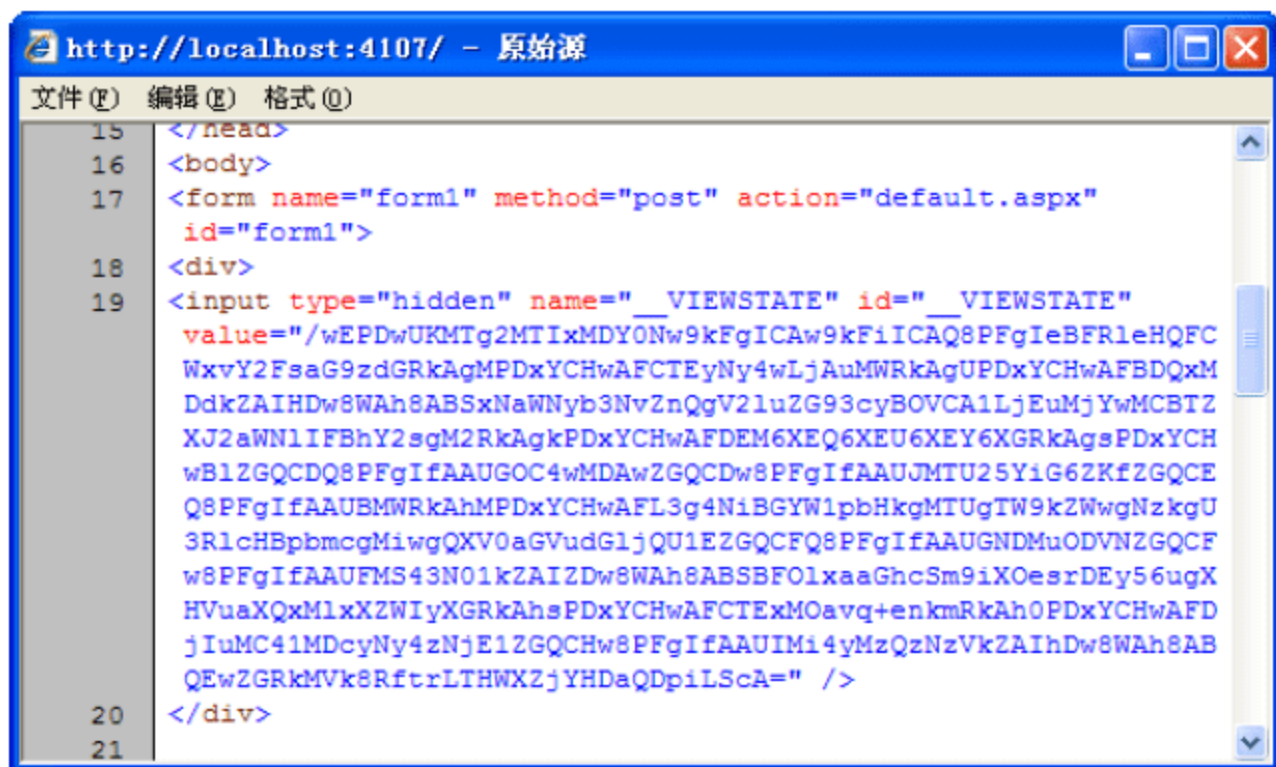 http://localhost:4107/ - 原始源
文件(F) 编辑(E) 格式(O)
15 </head>
16 <body>
17 <form name="form1" method="post" action="default.aspx"
id="form1">
18 <div>
19 <input type="hidden" name="__VIEWSTATE" id="__VIEWSTATE"
value="/wEPDwUKMTg2MTIxMDY0Nw9kFgICAw9kFiICAQ8PFgIeBFRleHQFC
WxvY2FsaG9zdGRkAgMPDxYCHwAFCTEyNy4wLjAuMWRkAgUPDxYCHwAFBDQxM
DdkZAIHDw8WAh8ABSxNaWNyb3NvZnQgV2luZG93cyBOVCA1LjEuMjYwMCBTZ
XJ2aWNlIFBhY2sgM2RkAgkPDxYCHwAFDEM6XEQ6XEU6XEY6XGRkAgsPDxYCH
wBlZGQCDQ8PFgIfAAUGOC4wMDAwZGQCDw8PFgIfAAUJMTU25YiG6ZKfZGQCE
Q8PFgIfAAUBMWRkAhMPDxYCHwAFL3g4NiBGYW1pbHkgMTUgTW9kZWwgNzkgU
3RlcHBpbmcgMiwgQXV0aGVudGljQU1EZGQCFQ8PFgIfAAUGNDMuODVNZGQCF
w8PFgIfAAUFMS43N01kZAIZDw8WAh8ABSBFOlxaaGhcSm9iXOesrDEy56ugX
HVuaXQxMlxXZWIyXGRkAhsPDxYCHwAFCTExMOavq+enkmRkAh0PDxYCHwAFD
jIuMC41MDcyNy4zNjE1ZGQCHw8PFgIfAAUIMi4yMzQzNzVkZAIhDw8WAh8AB
QEwZGRkMVk8RftrLTHWXZjYHDaQDpiLScA=" />
20 </div>
21